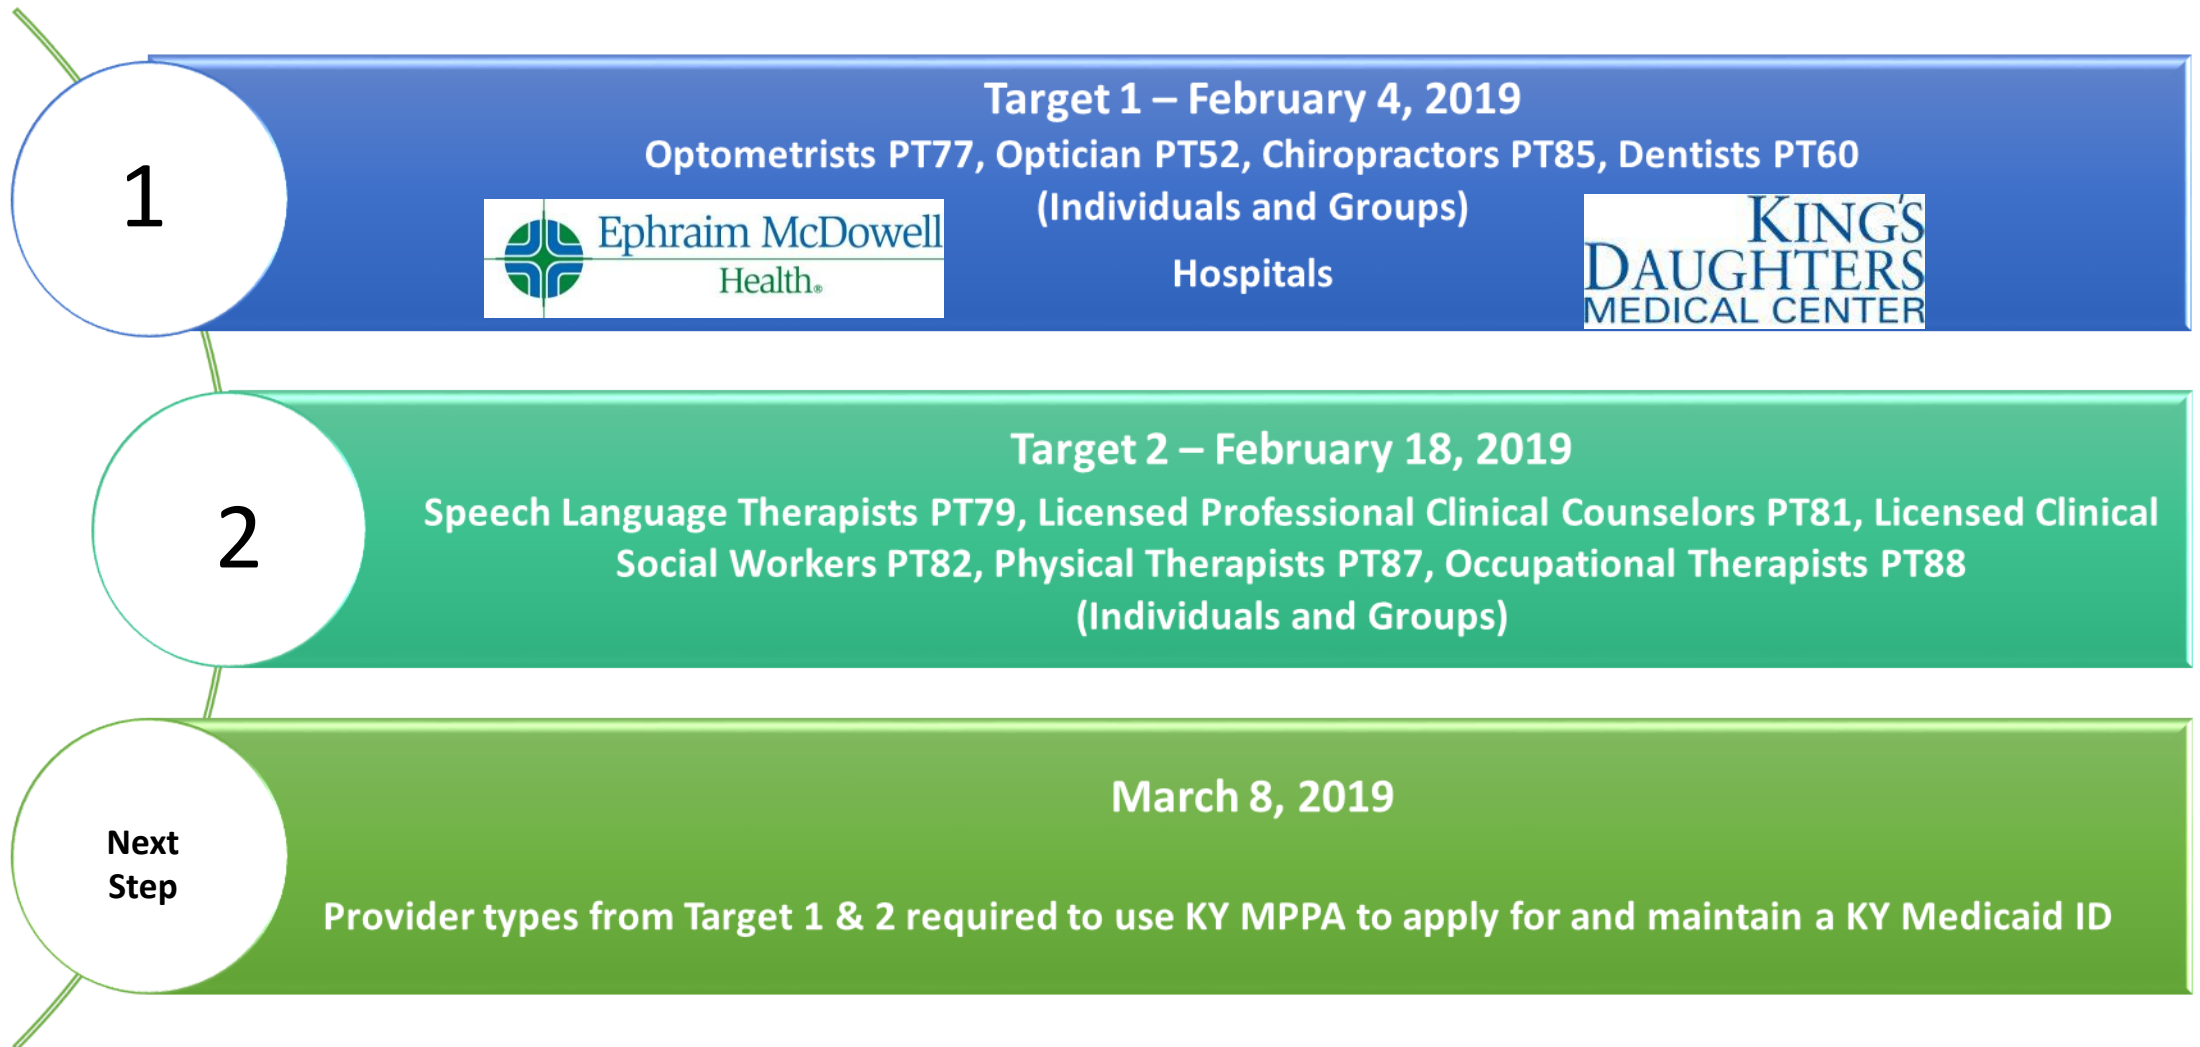 1
Target 1 – February 4, 2019
Optometrists PT77, Optician PT52, Chiropractors PT85, Dentists PT60
(Individuals and Groups)
Hospitals
Ephraim McDowell
Health®
KING'S
DAUGHTERS
MEDICAL CENTER
2
Target 2 – February 18, 2019
Speech Language Therapists PT79, Licensed Professional Clinical Counselors PT81, Licensed Clinical
Social Workers PT82, Physical Therapists PT87, Occupational Therapists PT88
(Individuals and Groups)
Next
Step
March 8, 2019
Provider types from Target 1 & 2 required to use KY MPPA to apply for and maintain a KY Medicaid ID